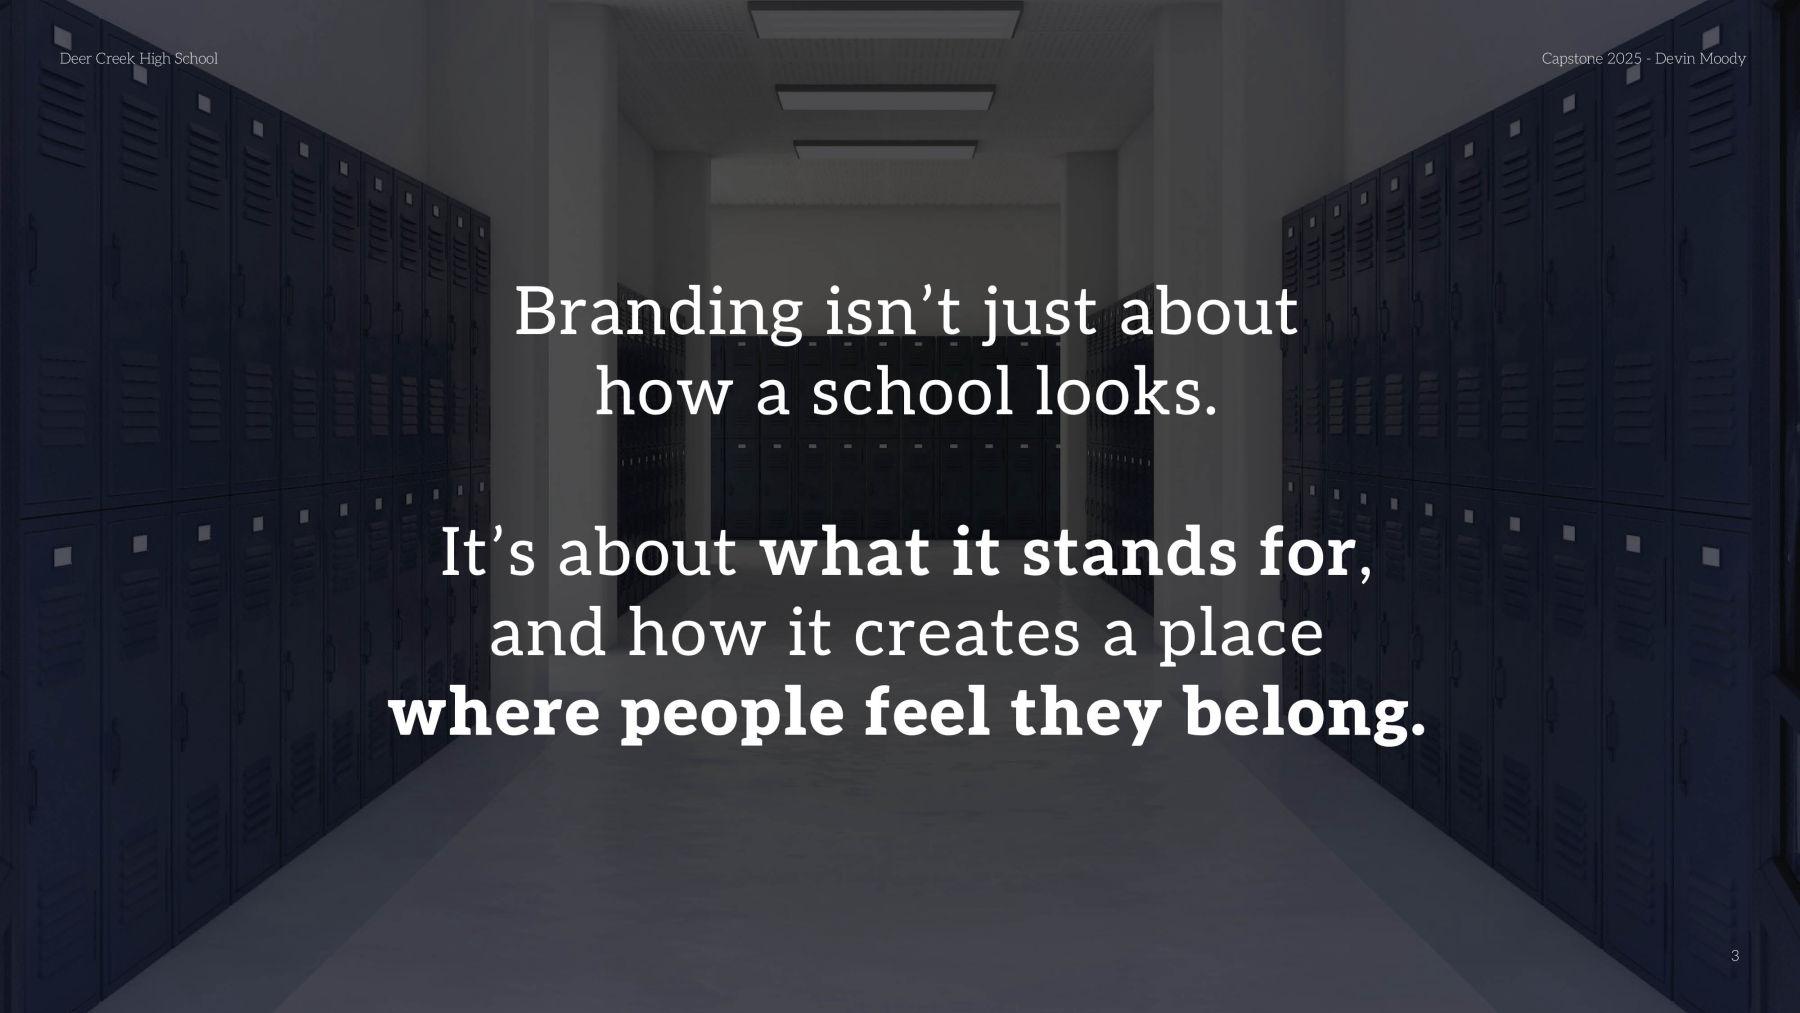 Deer Creek High School
Capstone 2025 - Devin Moody
Branding isn’t just about
how a school looks.
It’s about what it stands for,
and how it creates a place
where people feel they belong.
3